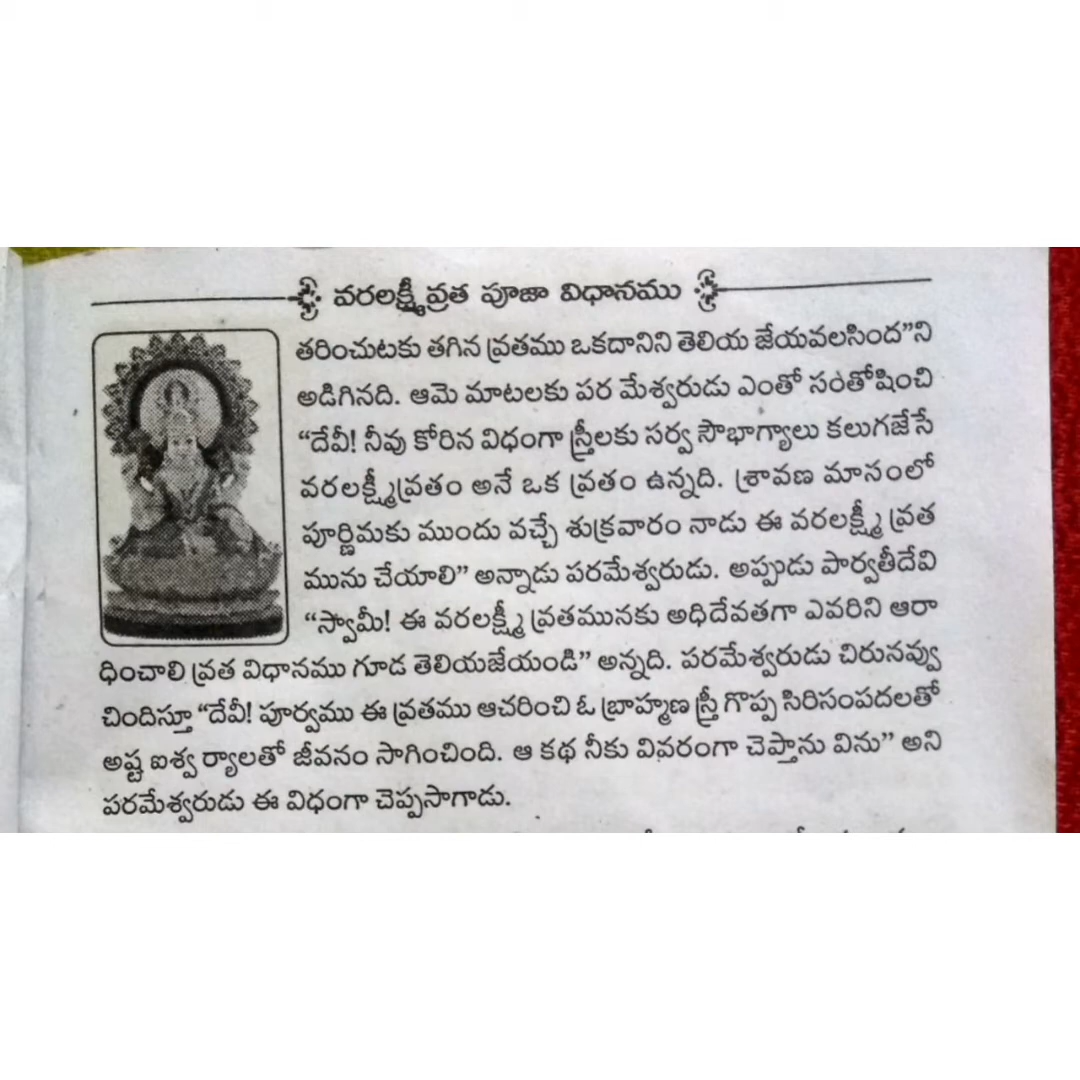 వరలక్ష్మీవ్రత పూజా విధానము
తరించుటకు తగిన వ్రతము ఒకదానిని తెలియ జేయవలసింద”ని
అడిగినది. ఆమె మాటలకు పర మేశ్వరుడు ఎంతో సంతోషించి
“దేవీ! నీవు కోరిన విధంగా స్త్రీలకు సర్వ సౌభాగ్యాలు కలుగజేసే
వరలక్ష్మీవ్రతం అనే ఒక వ్రతం ఉన్నది. శ్రావణ మాసంలో
పూర్ణిమకు ముందు వచ్చే శుక్రవారం నాడు ఈ వరలక్ష్మీ వ్రత
మును చేయాలి” అన్నాడు పరమేశ్వరుడు. అప్పుడు పార్వతీదేవి
“స్వామీ! ఈ వరలక్ష్మీ వ్రతమునకు అధిదేవతగా ఎవరిని ఆరా
ధించాలి వ్రత విధానము గూడ తెలియజేయండి” అన్నది. పరమేశ్వరుడు చిరునవ్వు
చిందిస్తూ “దేవీ! పూర్వము ఈ వ్రతము ఆచరించి ఓ బ్రాహ్మణ స్త్రీ గొప్ప సిరిసంపదలతో
అష్ట ఐశ్వ ర్యాలతో జీవనం సాగించింది. ఆ కథ నీకు వివరంగా చెప్తాను విను” అని
పరమేశ్వరుడు ఈ విధంగా చెప్పసాగాడు.